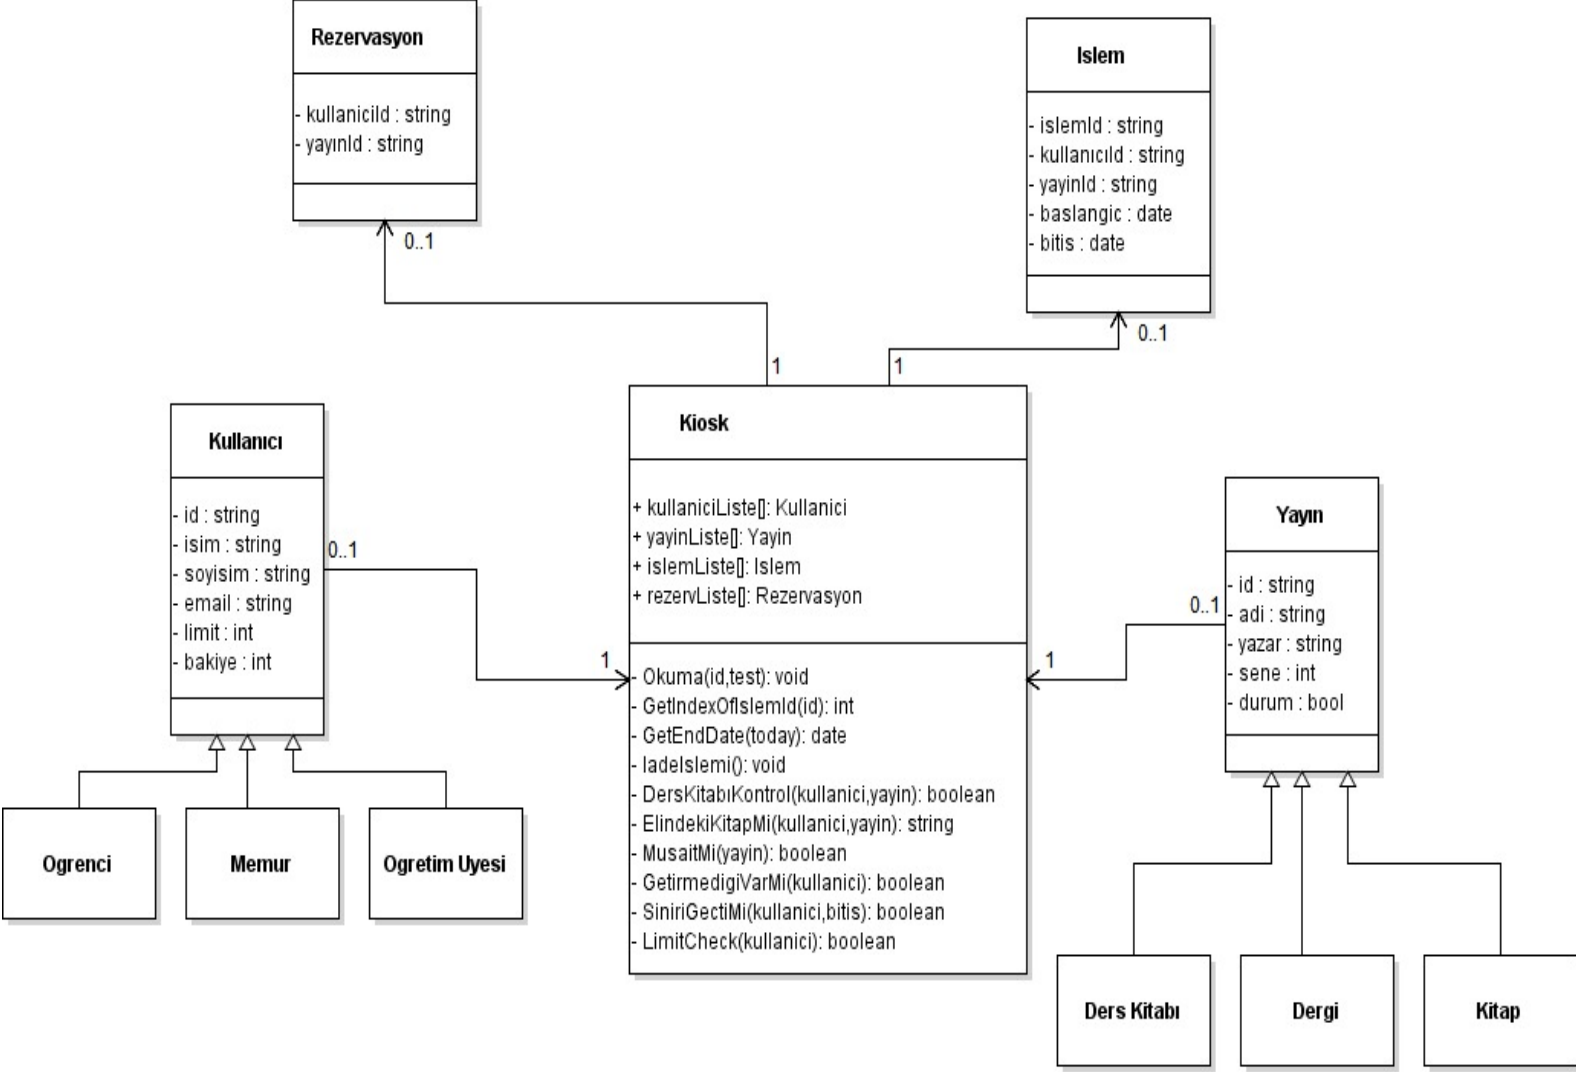 Rezervasyon
- kullaniciId : string
- yayınId : string
0..1
Islem
- islemId : string
- kullanıcıId : string
- yayinId : string
- baslangic : date
- bitis : date
0..1
1
1
Kullanıcı
- id : string
- isim : string
- soyisim : string
- email : string
- limit : int
- bakiye : int
0..1
1
Kiosk
+ kullaniciListe[]: Kullanici
+ yayinListe[]: Yayin
+ islemListe[]: Islem
+ rezervListe[]: Rezervasyon
- Okuma(id,test): void
- GetIndexOfIslemId(id): int
- GetEndDate(today): date
- IadeIslemi(): void
- DersKitabıKontrol(kullanici,yayin): boolean
- ElindekiKitapMi(kullanici,yayin): string
- MusaitMi(yayin): boolean
- GetirmedigiVarMi(kullanici): boolean
- SiniriGectiMi(kullanici,bitis): boolean
- LimitCheck(kullanici): boolean
1
0..1
Yayın
- id : string
- adi : string
- yazar : string
- sene : int
- durum : bool
Ogrenci
Memur
Ogretim Uyesi
Ders Kitabı
Dergi
Kitap